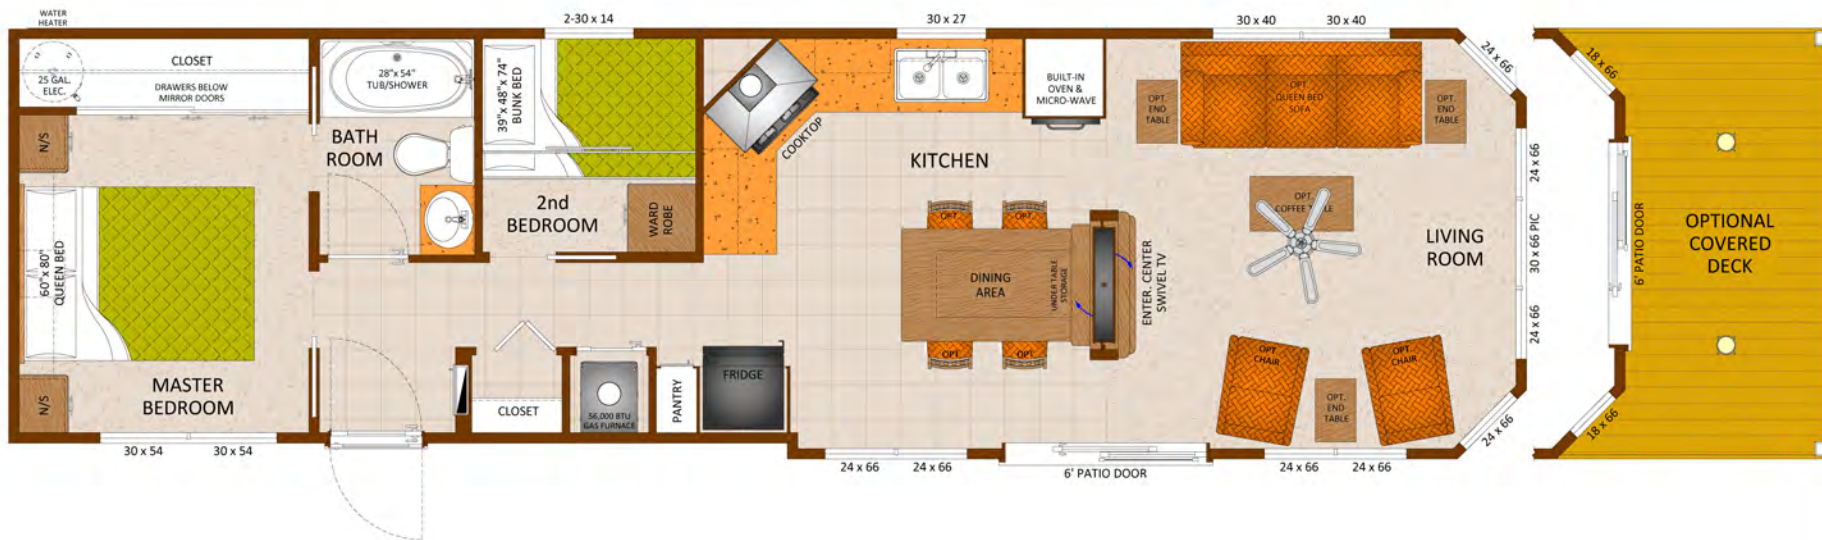 WATER
HEATER
25 GAL.
ELEC.
CLOSET
DRAWERS BELOW
MIRROR DOORS
N/S
60"x 80"
QUEEN BED
N/S
MASTER
BEDROOM
30 x 54
30 x 54
28"x 54"
TUB/SHOWER
BATH
ROOM
2-30 x 14
39"x 48"x 74"
BUNK BED
2nd
BEDROOM
WARD
ROBE
CLOSET
56,000 BTU
GAS FURNACE
PANTRY
FRIDGE
30 x 27
COOKTOP
BUILT-IN
OVEN &
MICRO-WAVE
KITCHEN
OPT.
OPT.
DINING
AREA
UNDER TABLE
STORAGE
OPT.
OPT.
ENTER. CENTER
SWIVEL TV
24 x 66
24 x 66
6' PATIO DOOR
30 x 40
30 x 40
OPT.
END
TABLE
OPT.
QUEEN BED
SOFA
OPT.
END
TABLE
OPT.
COFFEE TABLE
LIVING
ROOM
OPT.
CHAIR
OPT.
END
TABLE
OPT.
CHAIR
24 x 66
24 x 66
24 x 66
24 x 66
30 x 66 PIC
24 x 66
24 x 66
18 x 66
6' PATIO DOOR
18 x 66
OPTIONAL
COVERED
DECK